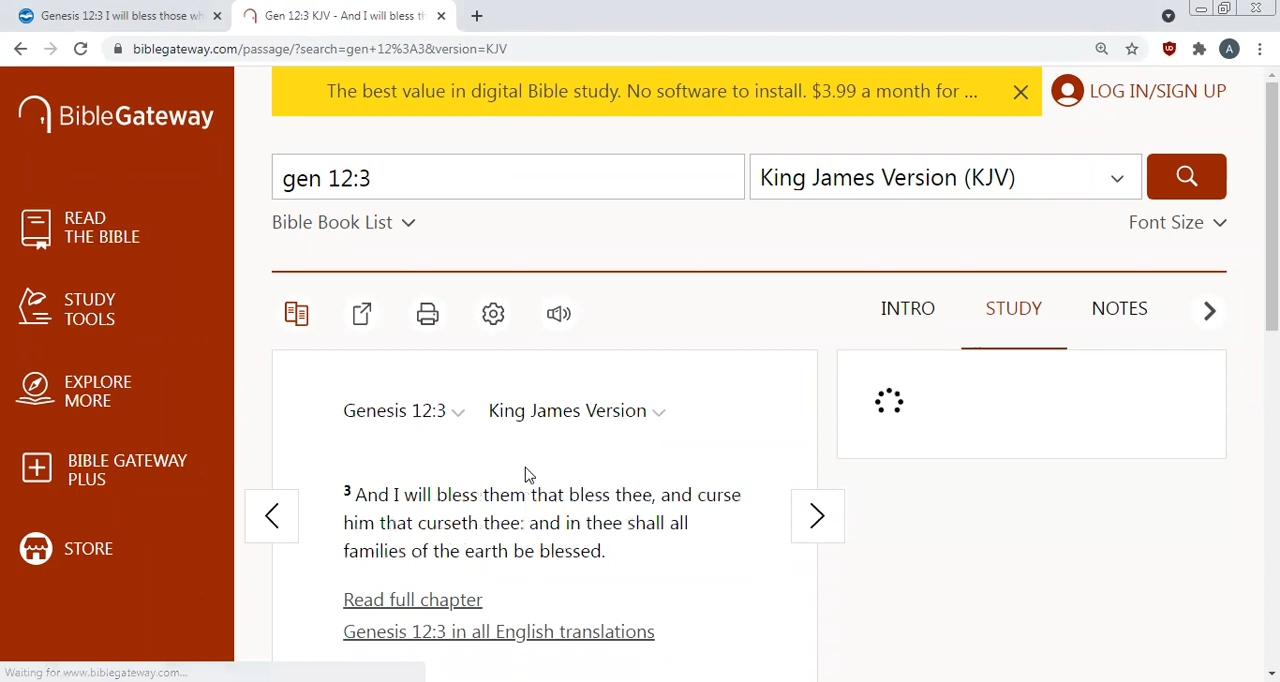 Genesis 12:3 I will bless those wh
Gen 12:3 KJV - And I will bless th
biblegateway.com/passage/?search=gen+12%3A3&version=KJV
A
The best value in digital Bible study. No software to install. $3.99 a month for ...
LOG IN/SIGN UP
BibleGateway
gen 12:3
King James Version (KJV)
Bible Book List
Font Size
READ
THE BIBLE
STUDY
TOOLS
EXPLORE
MORE
BIBLE GATEWAY
PLUS
STORE
INTRO
STUDY
NOTES
Genesis 12:3
King James Version
3 And I will bless them that bless thee, and curse
him that curseth thee: and in thee shall all
families of the earth be blessed.
Read full chapter
Genesis 12:3 in all English translations
Waiting for www.biblegateway.com...